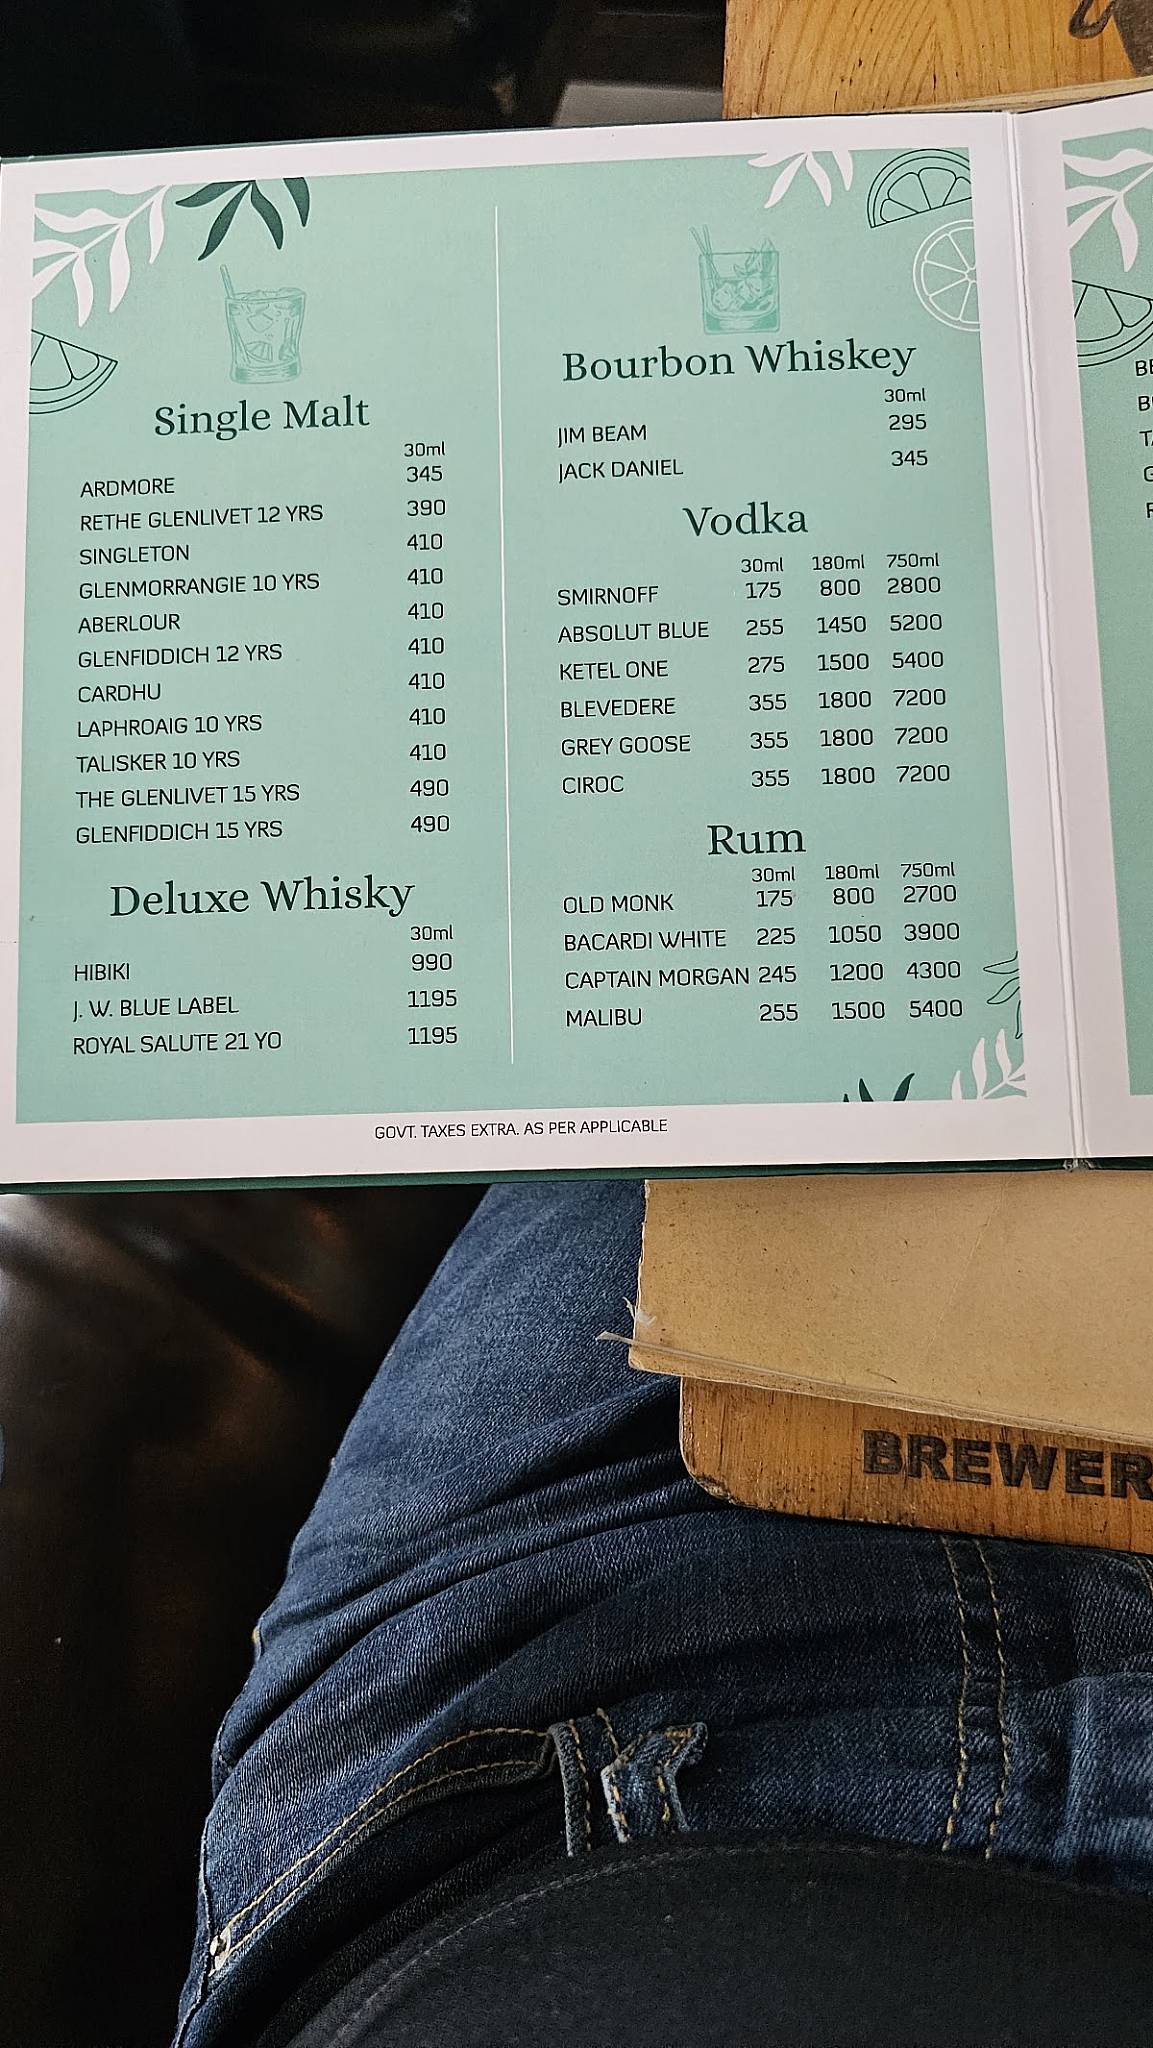 Single Malt
30ml
ARDMORE 345
RETHE GLENLIVET 12 YRS 390
SINGLETON 410
GLENMORRANGIE 10 YRS 410
ABERLOUR 410
GLENFIDDICH 12 YRS 410
CARDHU 410
LAPHROAIG 10 YRS 410
TALISKER 10 YRS 410
THE GLENLIVET 15 YRS 490
GLENFIDDICH 15 YRS 490
Deluxe Whisky
30ml
HIBIKI 990
J. W. BLUE LABEL 1195
ROYAL SALUTE 21 YO 1195
Bourbon Whiskey
30ml
JIM BEAM 295
JACK DANIEL 345
Vodka
30ml 180ml 750ml
SMIRNOFF 175 800 2800
ABSOLUT BLUE 255 1450 5200
KETEL ONE 275 1500 5400
BLEVEDERE 355 1800 7200
GREY GOOSE 355 1800 7200
CIROC 355 1800 7200
Rum
30ml 180ml 750ml
OLD MONK 175 800 2700
BACARDI WHITE 225 1050 3900
CAPTAIN MORGAN 245 1200 4300
MALIBU 255 1500 5400
GOVT. TAXES EXTRA. AS PER APPLICABLE
BREWER